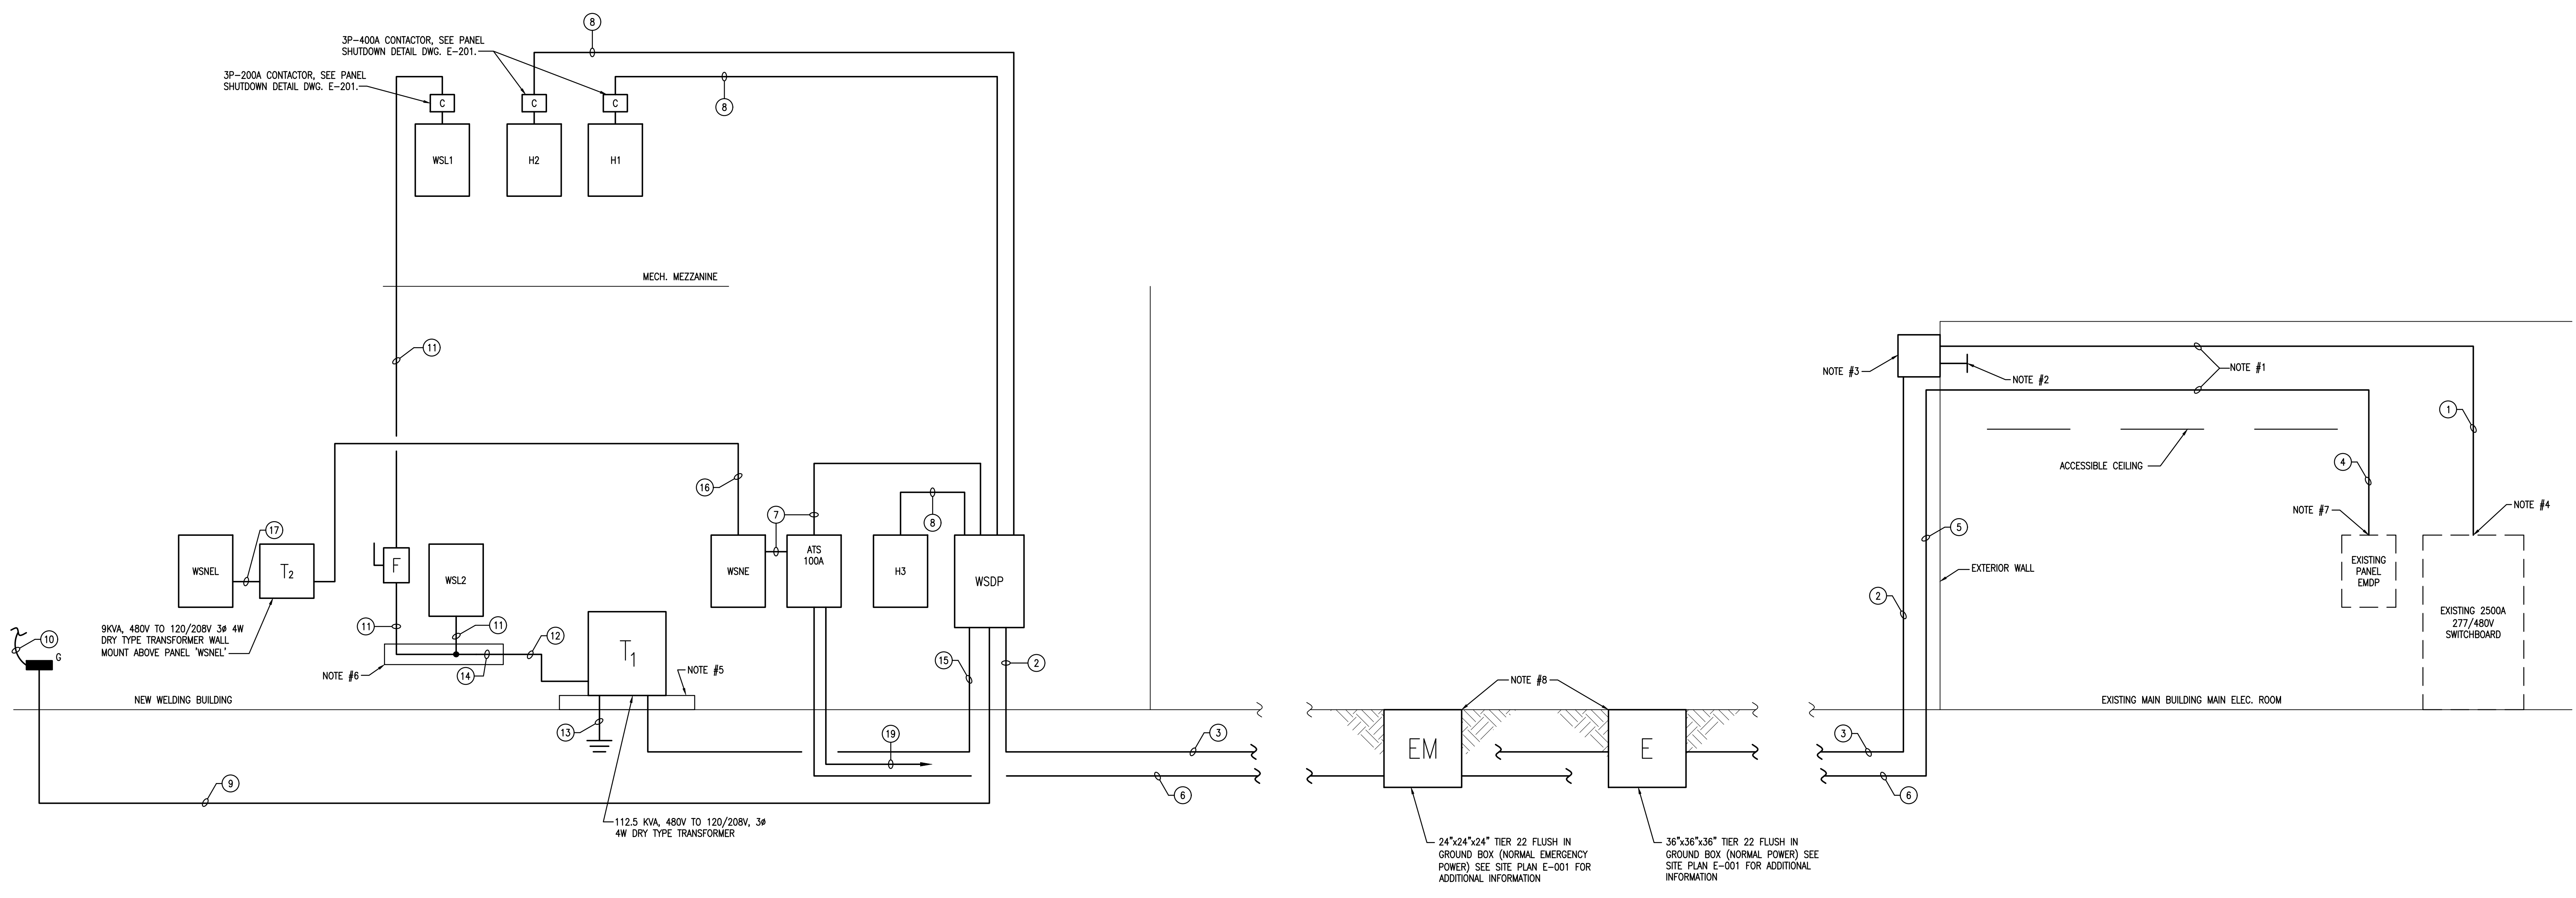 8
3P-400A CONTACTOR, SEE PANEL
SHUTDOWN DETAIL DWG. E-201.
3P-200A CONTACTOR, SEE PANEL
SHUTDOWN DETAIL DWG. E-201.
C
C
C
8
WSL1
H2
H1
MECH. MEZZANINE
11
NOTE #3
NOTE #2
NOTE #1
1
ACCESSIBLE CEILING
4
16
7
8
NOTE #7
NOTE #4
17
5
WSNEL
T2
F
WSL2
WSNE
ATS
100A
H3
WSDP
EXTERIOR WALL
EXISTING
PANEL
EMDP
2
EXISTING 2500A
277/480V
SWITCHBOARD
9KVA, 480V TO 120/208V 3ø 4W
DRY TYPE TRANSFORMER WALL
MOUNT ABOVE PANEL 'WSNEL'
10
G
11
11
12
T1
NOTE #6
14
NOTE #5
15
2
NOTE #8
NEW WELDING BUILDING
EXISTING MAIN BUILDING MAIN ELEC. ROOM
13
19
3
EM
E
3
9
6
6
112.5 KVA, 480V TO 120/208V, 3ø
4W DRY TYPE TRANSFORMER
24"x24"x24" TIER 22 FLUSH IN
GROUND BOX (NORMAL EMERGENCY
POWER) SEE SITE PLAN E-001 FOR
ADDITIONAL INFORMATION
36"x36"x36" TIER 22 FLUSH IN
GROUND BOX (NORMAL POWER) SEE
SITE PLAN E-001 FOR ADDITIONAL
INFORMATION